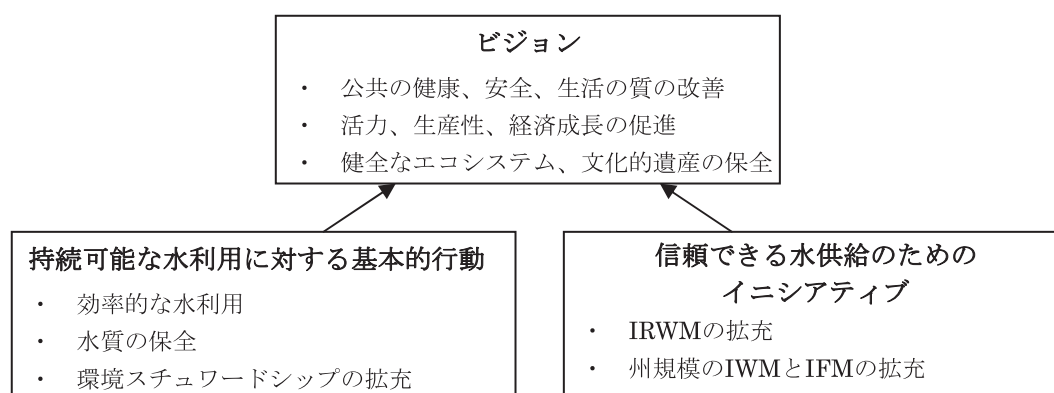 ビジョン
・ 公共の健康、安全、生活の質の改善
・ 活力、生産性、経済成長の促進
・ 健全なエコシステム、文化的遺産の保全
持続可能な水利用に対する基本的行動
・ 効率的な水利用
・ 水質の保全
・ 環境スチュワードシップの拡充
信頼できる水供給のための
イニシアティブ
・ IRWMの拡充
・ 州規模のIWMとIFMの拡充